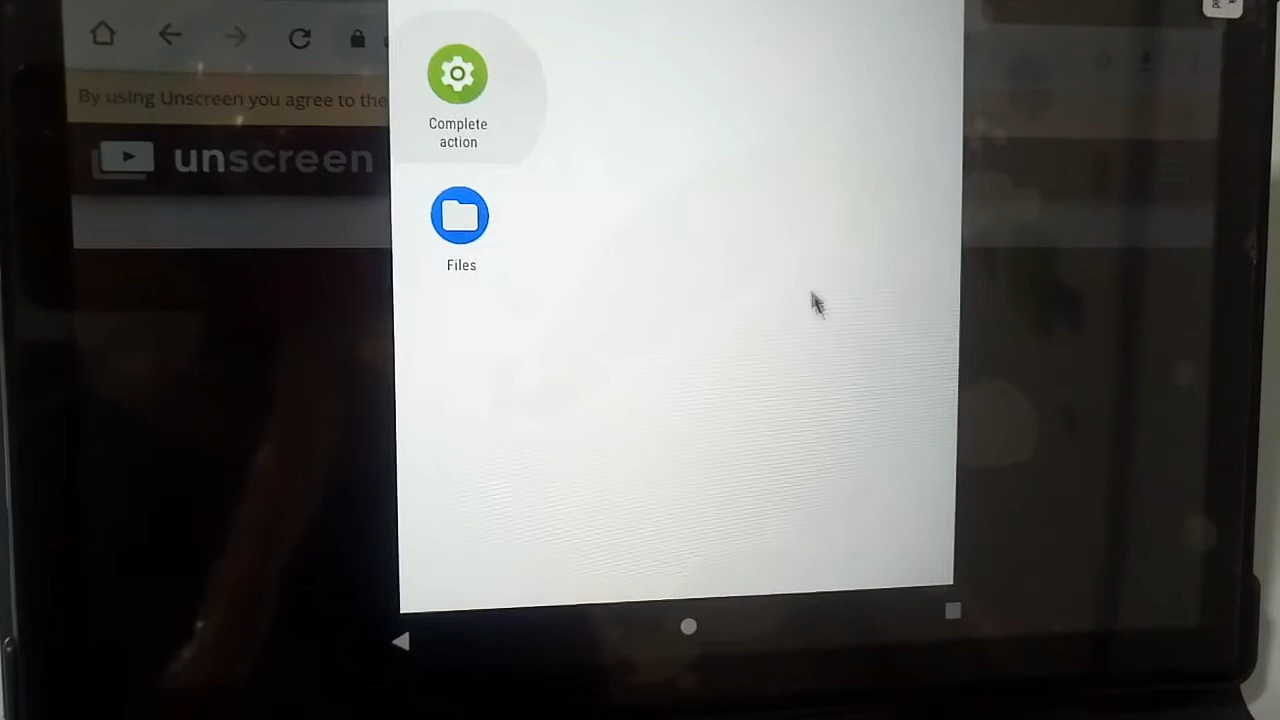 By using Unscreen you agree to the
unscreen
Complete
action
Files